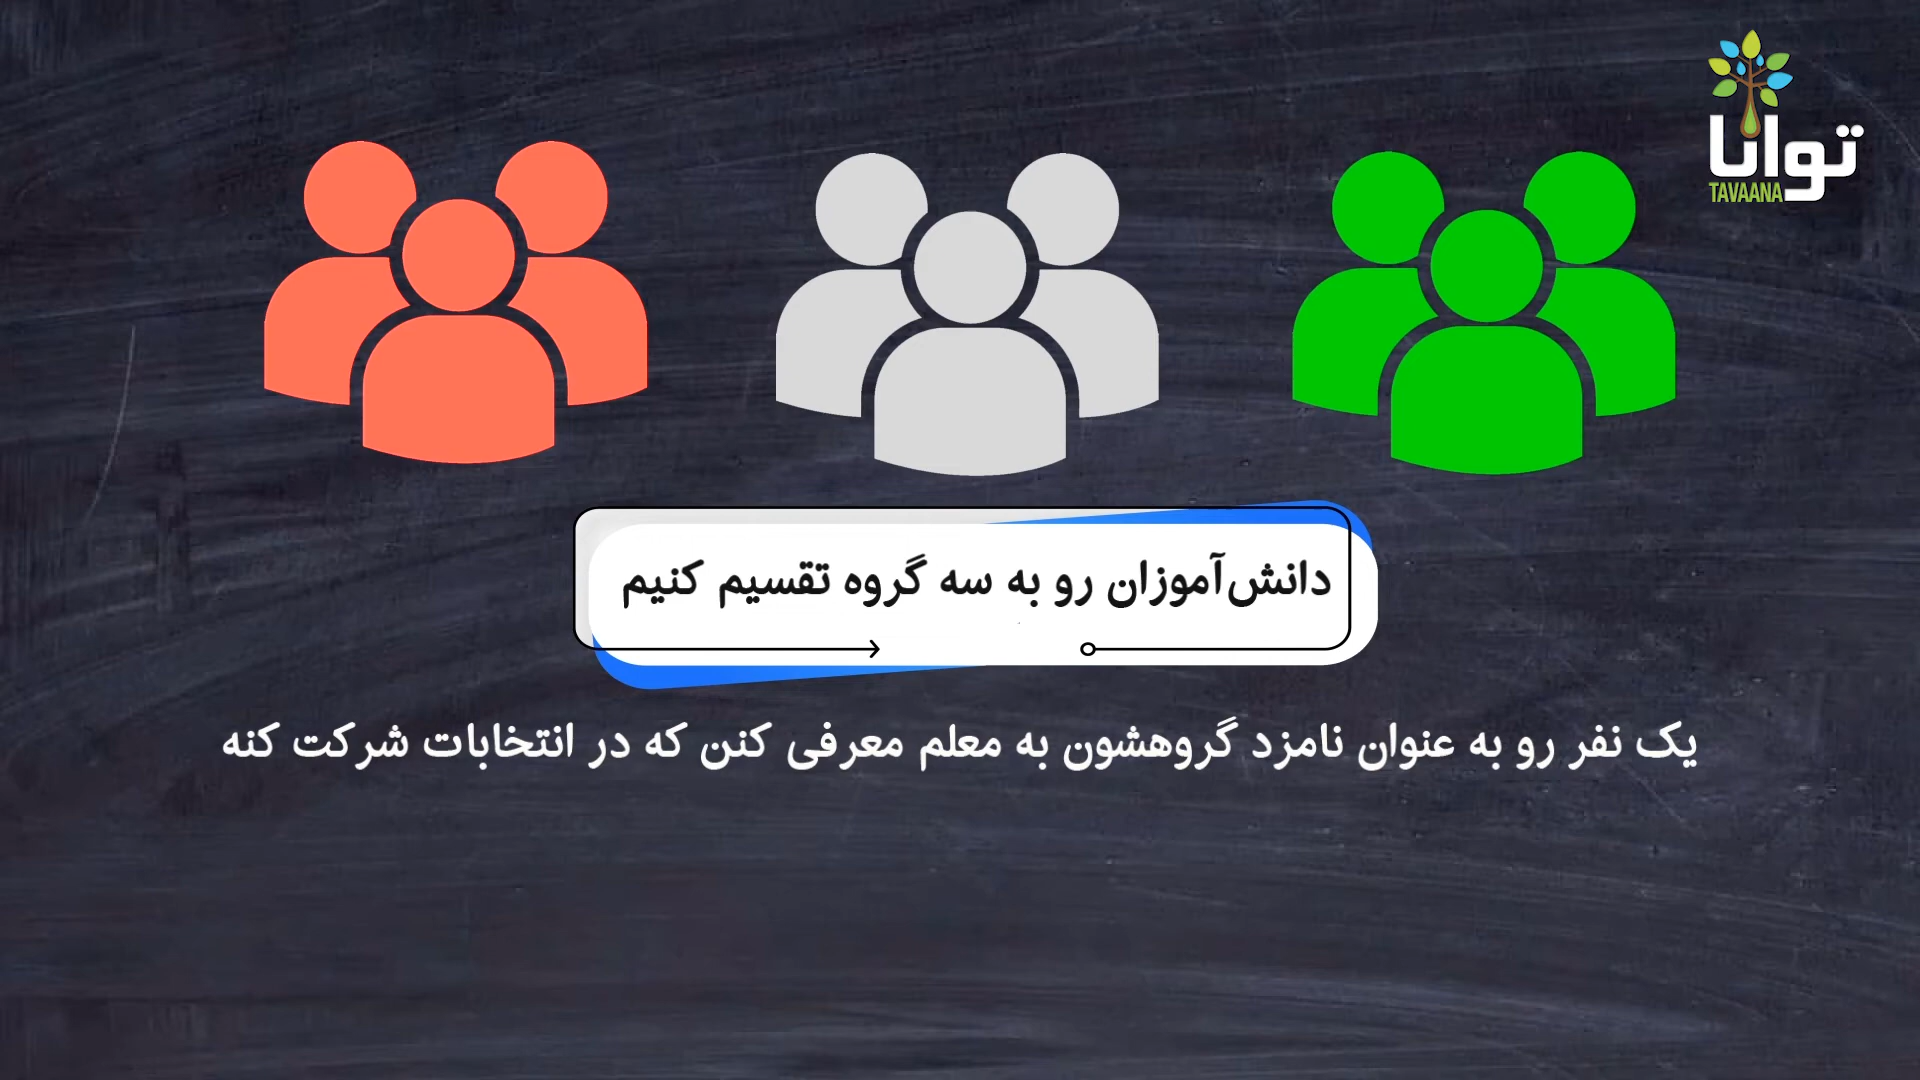 توانا
TAVAANA
دانش‌آموزان رو به سه گروه تقسیم کنیم
یک نفر رو به عنوان نامزد گروهشون به معلم معرفی کنن که در انتخابات شرکت کنه